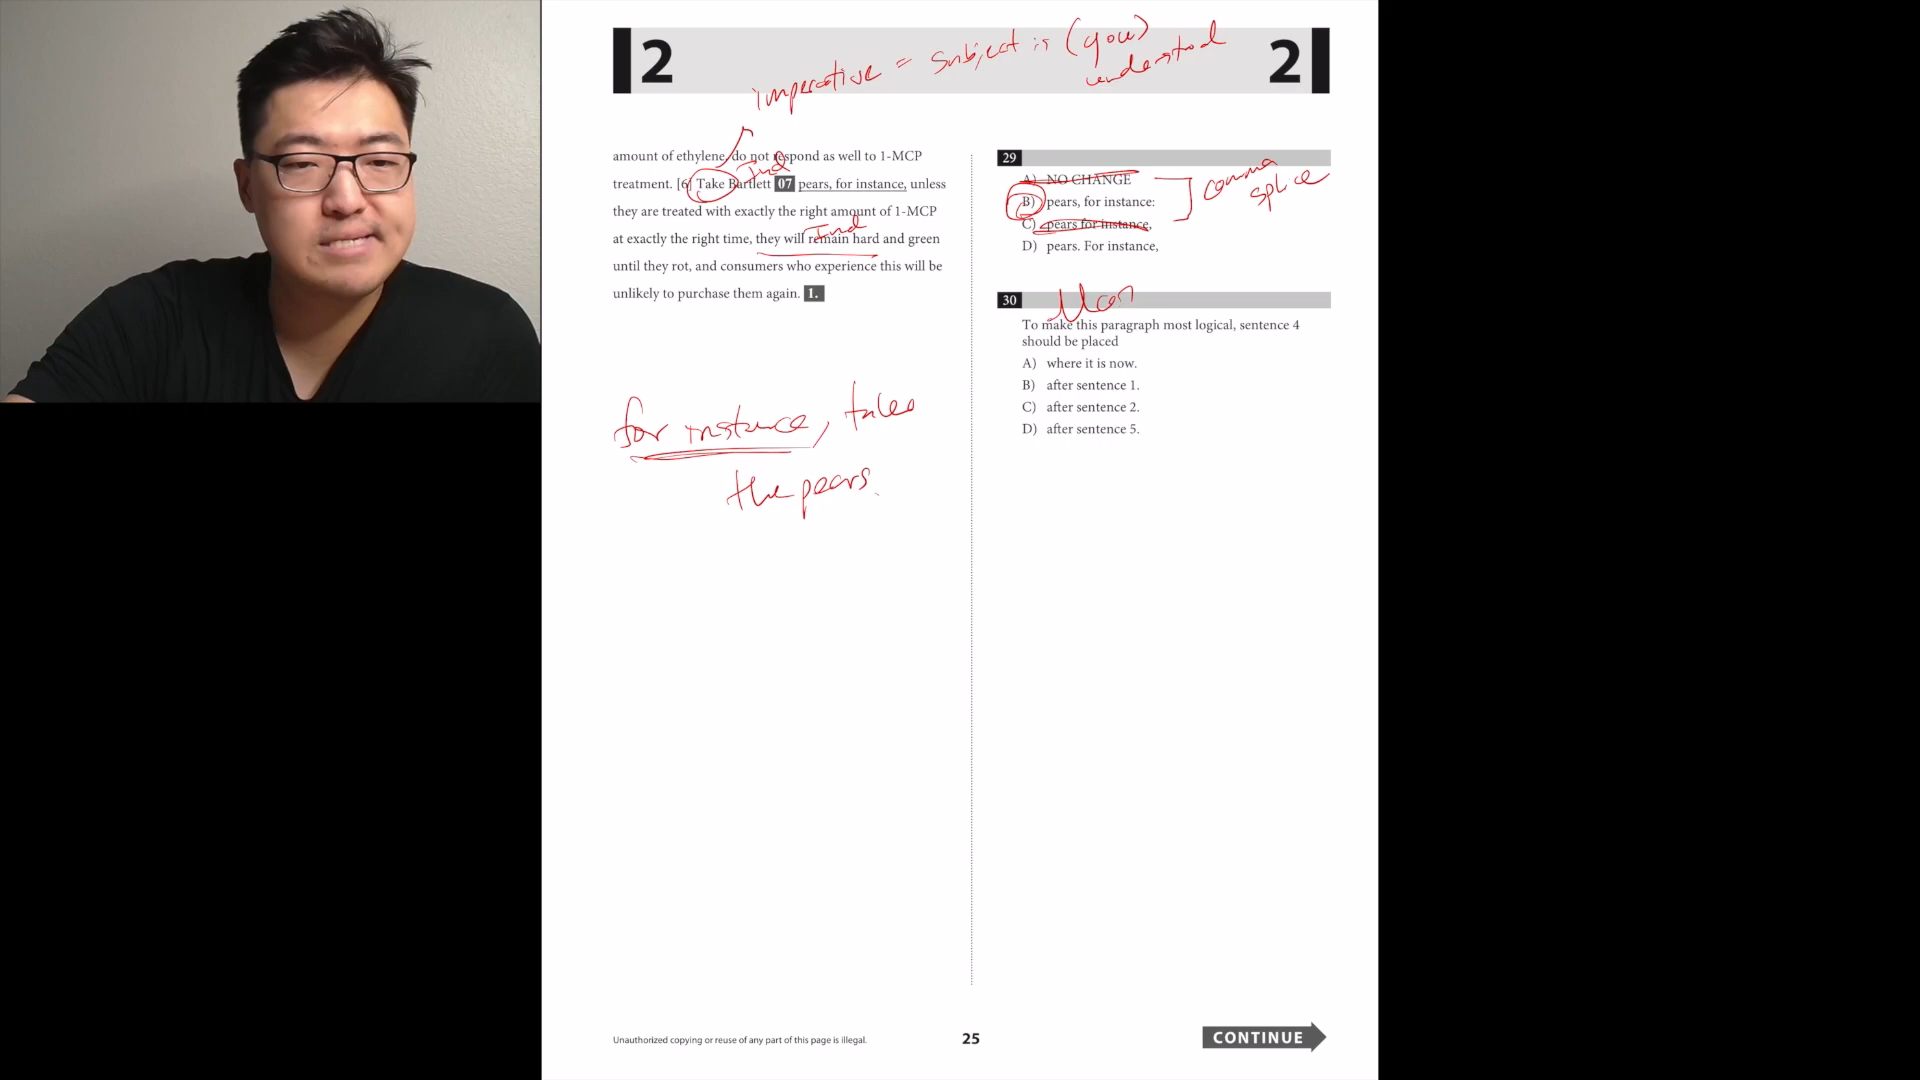 2
imperative = subject is (you)
understood
2
amount of ethylene, do not respond as well to 1-MCP
Ind
treatment. [6] Take Bartlett 07 pears, for instance, unless
they are treated with exactly the right amount of 1-MCP
Ind
at exactly the right time, they will remain hard and green
until they rot, and consumers who experience this will be
unlikely to purchase them again. 1.
for instance, take
the pears.
29
A) NO CHANGE
B) pears, for instance:
C) pears for instance,
D) pears. For instance,
comma
splice
30
To make this paragraph most logical, sentence 4
should be placed
A) where it is now.
B) after sentence 1.
C) after sentence 2.
D) after sentence 5.
Unauthorized copying or reuse of any part of this page is illegal.
25
CONTINUE